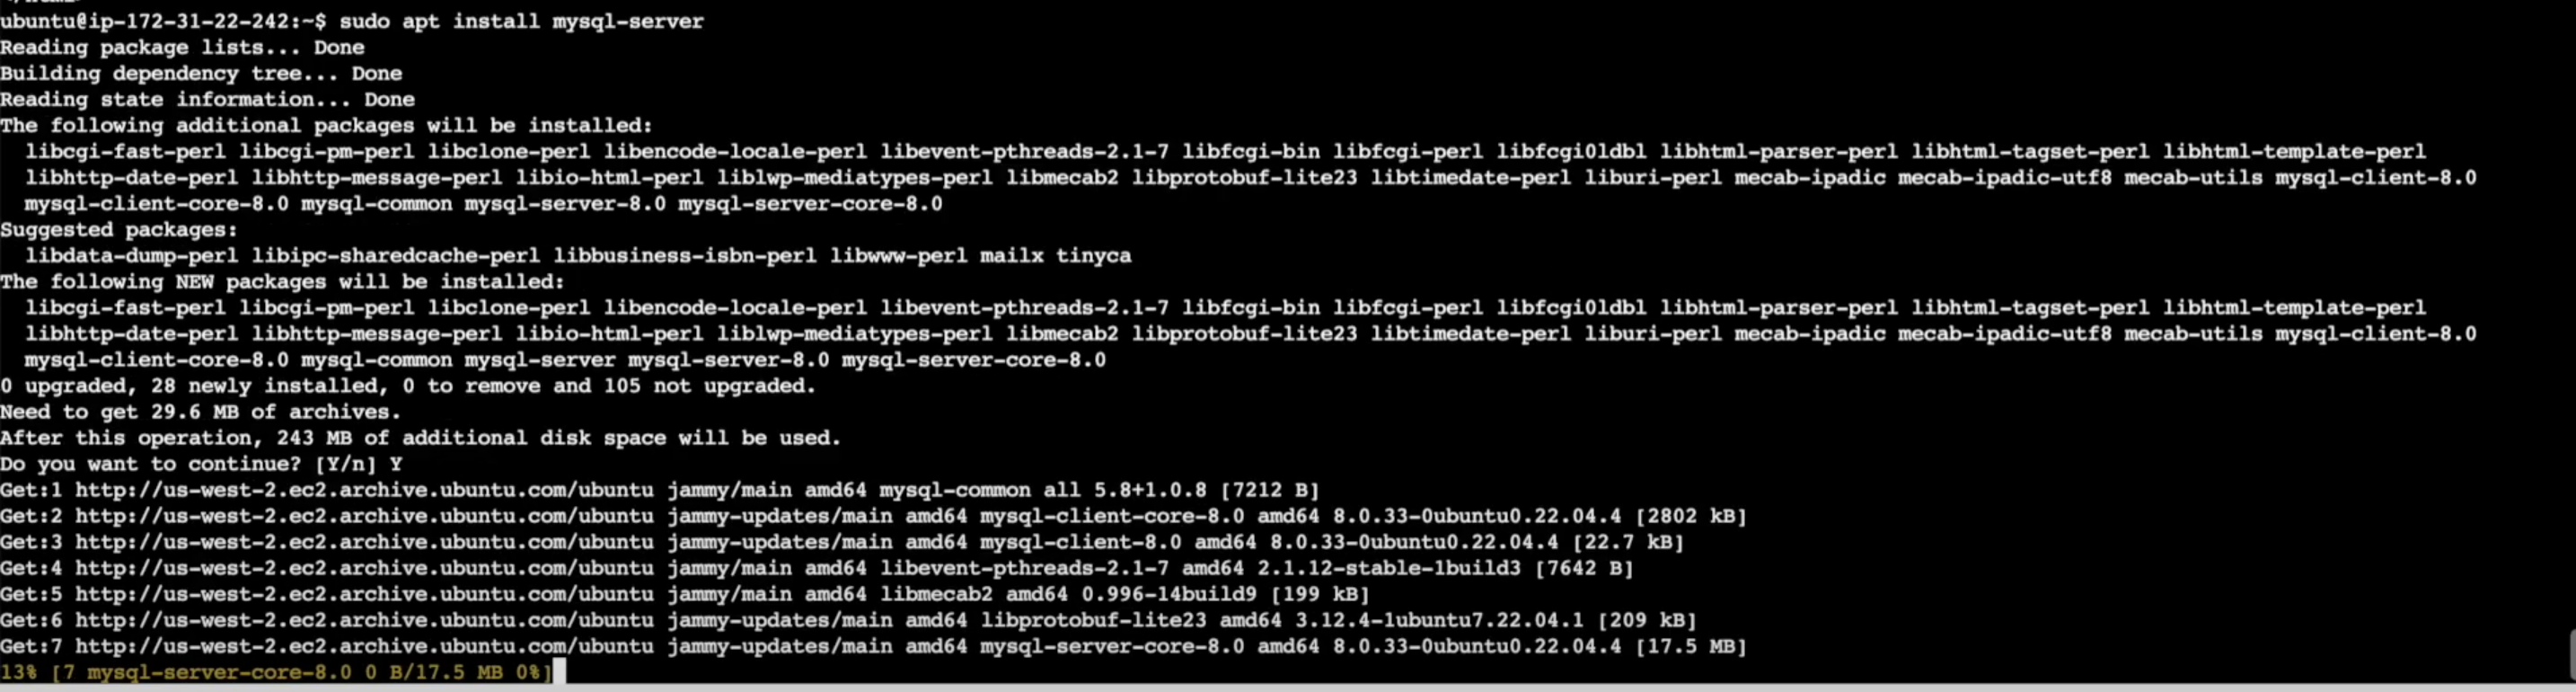 ubuntu@ip-172-31-22-242:~$ sudo apt install mysql-server
Reading package lists... Done
Building dependency tree... Done
Reading state information... Done
The following additional packages will be installed:
  libcgi-fast-perl libcgi-pm-perl libclone-perl libencode-locale-perl libevent-pthreads-2.1-7 libfcgi-bin libfcgi-perl libfcgi0ldbl libhtml-parser-perl libhtml-tagset-perl libhtml-template-perl
  libhttp-date-perl libhttp-message-perl libio-html-perl liblwp-mediatypes-perl libmecab2 libprotobuf-lite23 libtimedate-perl liburi-perl mecab-ipadic mecab-ipadic-utf8 mecab-utils mysql-client-8.0
  mysql-client-core-8.0 mysql-common mysql-server-8.0 mysql-server-core-8.0
Suggested packages:
  libdata-dump-perl libipc-sharedcache-perl libbusiness-isbn-perl libwww-perl mailx tinyca
The following NEW packages will be installed:
  libcgi-fast-perl libcgi-pm-perl libclone-perl libencode-locale-perl libevent-pthreads-2.1-7 libfcgi-bin libfcgi-perl libfcgi0ldbl libhtml-parser-perl libhtml-tagset-perl libhtml-template-perl
  libhttp-date-perl libhttp-message-perl libio-html-perl liblwp-mediatypes-perl libmecab2 libprotobuf-lite23 libtimedate-perl liburi-perl mecab-ipadic mecab-ipadic-utf8 mecab-utils mysql-client-8.0
  mysql-client-core-8.0 mysql-common mysql-server mysql-server-8.0 mysql-server-core-8.0
0 upgraded, 28 newly installed, 0 to remove and 105 not upgraded.
Need to get 29.6 MB of archives.
After this operation, 243 MB of additional disk space will be used.
Do you want to continue? [Y/n] Y
Get:1 http://us-west-2.ec2.archive.ubuntu.com/ubuntu jammy/main amd64 mysql-common all 5.8+1.0.8 [7212 B]
Get:2 http://us-west-2.ec2.archive.ubuntu.com/ubuntu jammy-updates/main amd64 mysql-client-core-8.0 amd64 8.0.33-0ubuntu0.22.04.4 [2802 kB]
Get:3 http://us-west-2.ec2.archive.ubuntu.com/ubuntu jammy-updates/main amd64 mysql-client-8.0 amd64 8.0.33-0ubuntu0.22.04.4 [22.7 kB]
Get:4 http://us-west-2.ec2.archive.ubuntu.com/ubuntu jammy/main amd64 libevent-pthreads-2.1-7 amd64 2.1.12-stable-1build3 [7642 B]
Get:5 http://us-west-2.ec2.archive.ubuntu.com/ubuntu jammy/main amd64 libmecab2 amd64 0.996-14build9 [199 kB]
Get:6 http://us-west-2.ec2.archive.ubuntu.com/ubuntu jammy-updates/main amd64 libprotobuf-lite23 amd64 3.12.4-1ubuntu7.22.04.1 [209 kB]
Get:7 http://us-west-2.ec2.archive.ubuntu.com/ubuntu jammy-updates/main amd64 mysql-server-core-8.0 amd64 8.0.33-0ubuntu0.22.04.4 [17.5 MB]
13% [7 mysql-server-core-8.0 0 B/17.5 MB 0%]